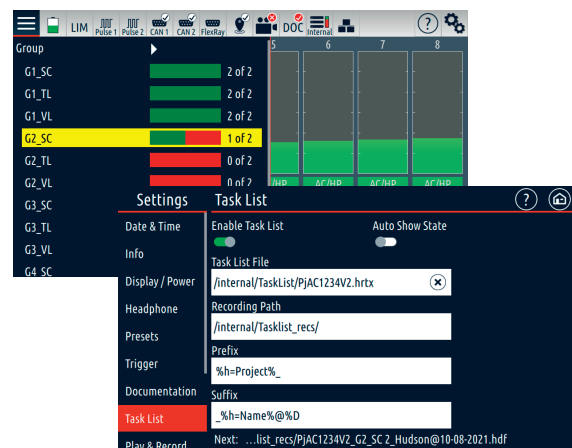 LIM Pulse 1 Pulse 2 CAN 1 CAN 2 FlexRay DOC Internal ?
Group 5 6 7 8
G1_SC 2 of 2
G1_TL 2 of 2
G1_VL 2 of 2
G2_SC 1 of 2
G2_TL 0 of 2
G2_VL 0 of 2
AC/HP AC/HP AC/HP AC/HP
G3_SC
G3_TL
G3_VL
G4_SC
Settings Task List ?
Date & Time
Info
Display / Power
Headphone
Presets
Trigger
Documentation
Task List
Play & Record
Enable Task List Auto Show State
Task List File
/internal/TaskList/PjAC1234V2.hrtx
Recording Path
/internal/Tasklist_recs/
Prefix
%h=Project%_
Suffix
_%h=Name%@%D
Next: ...list_recs/PjAC1234V2_G2_SC 2_Hudson@10-08-2021.hdf